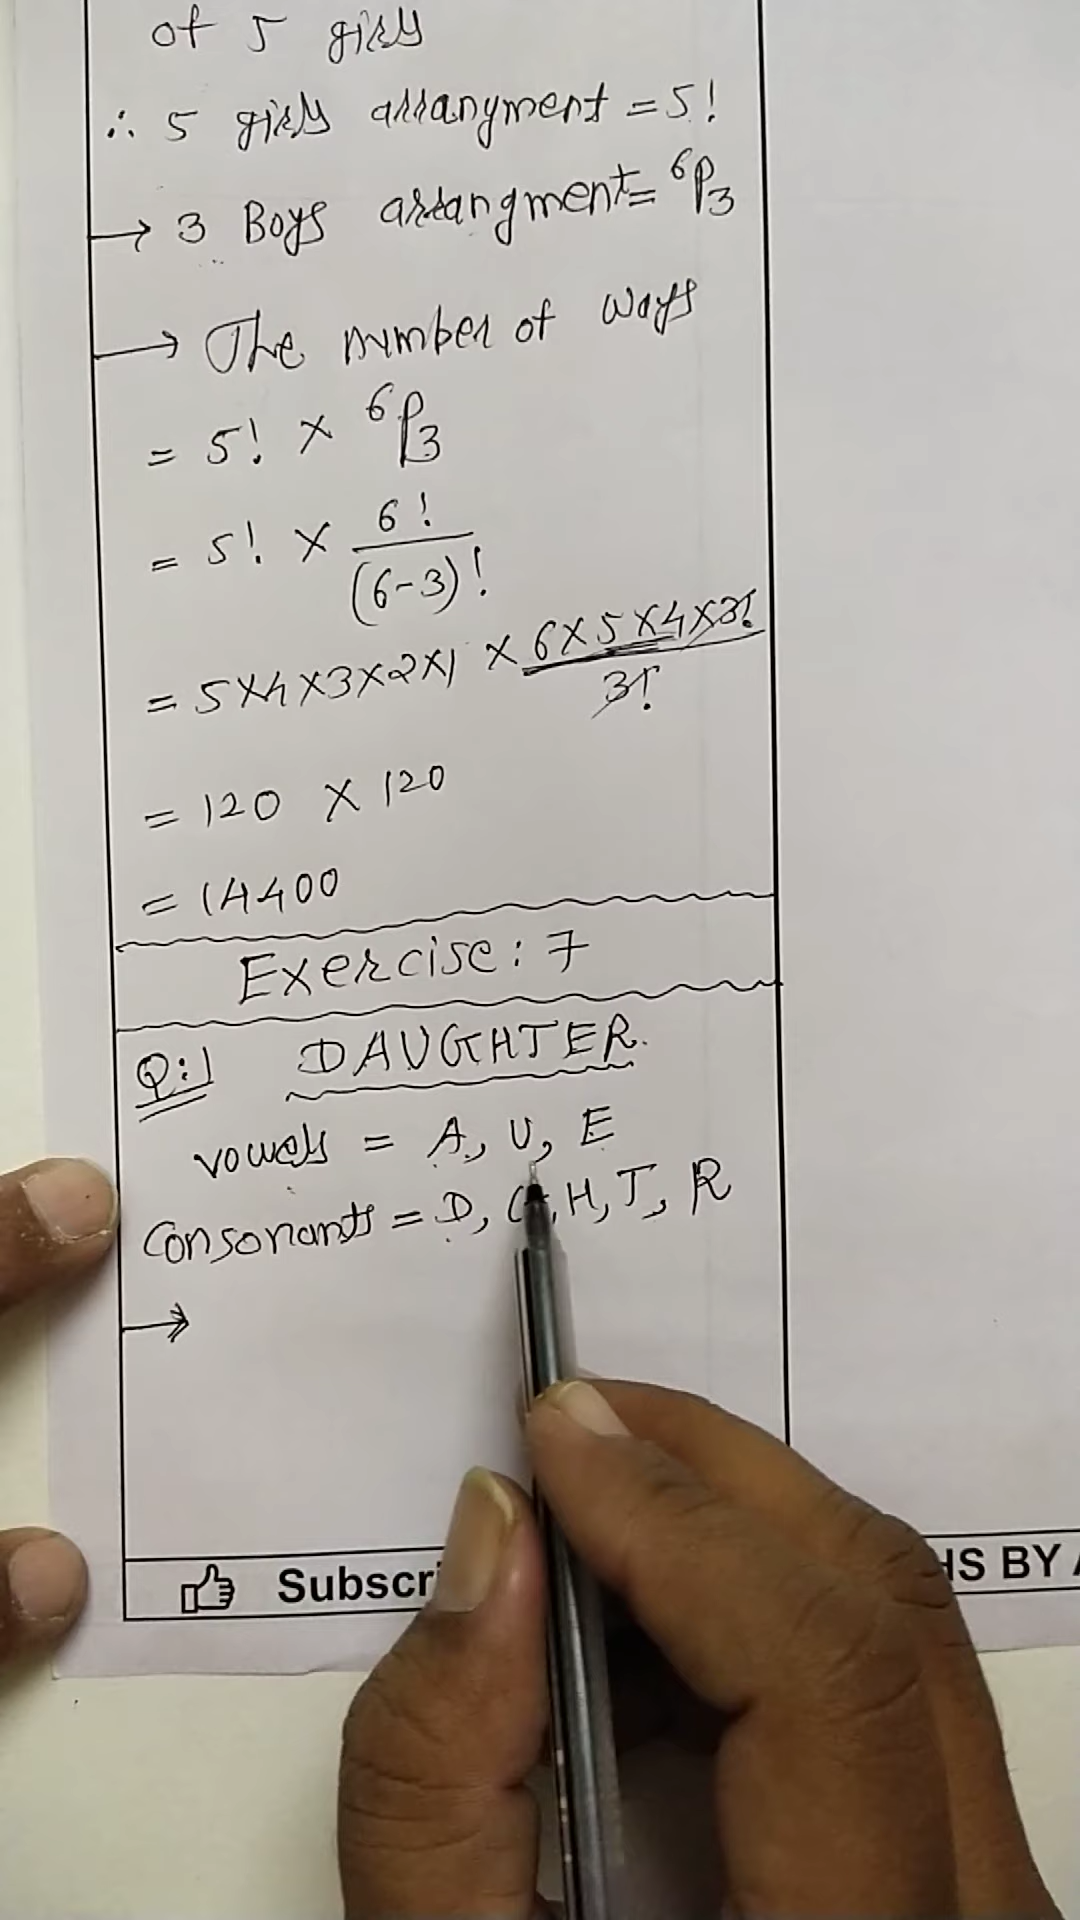 of 5 girls
∴ 5 girls arrangment = 5!
→ 3 Boys arrangment = ⁶P₃
→ The number of ways
= 5! × ⁶P₃
= 5! × 6! / (6-3)!
= 5×4×3×2×1 × 6×5×4×3! / 3!
= 120 × 120
= 14400
Exercise: 7
Q:1 DAUGHTER.
vowels = A, U, E
Consonants = D, G, H, T, R
→
Subscri HS BY A